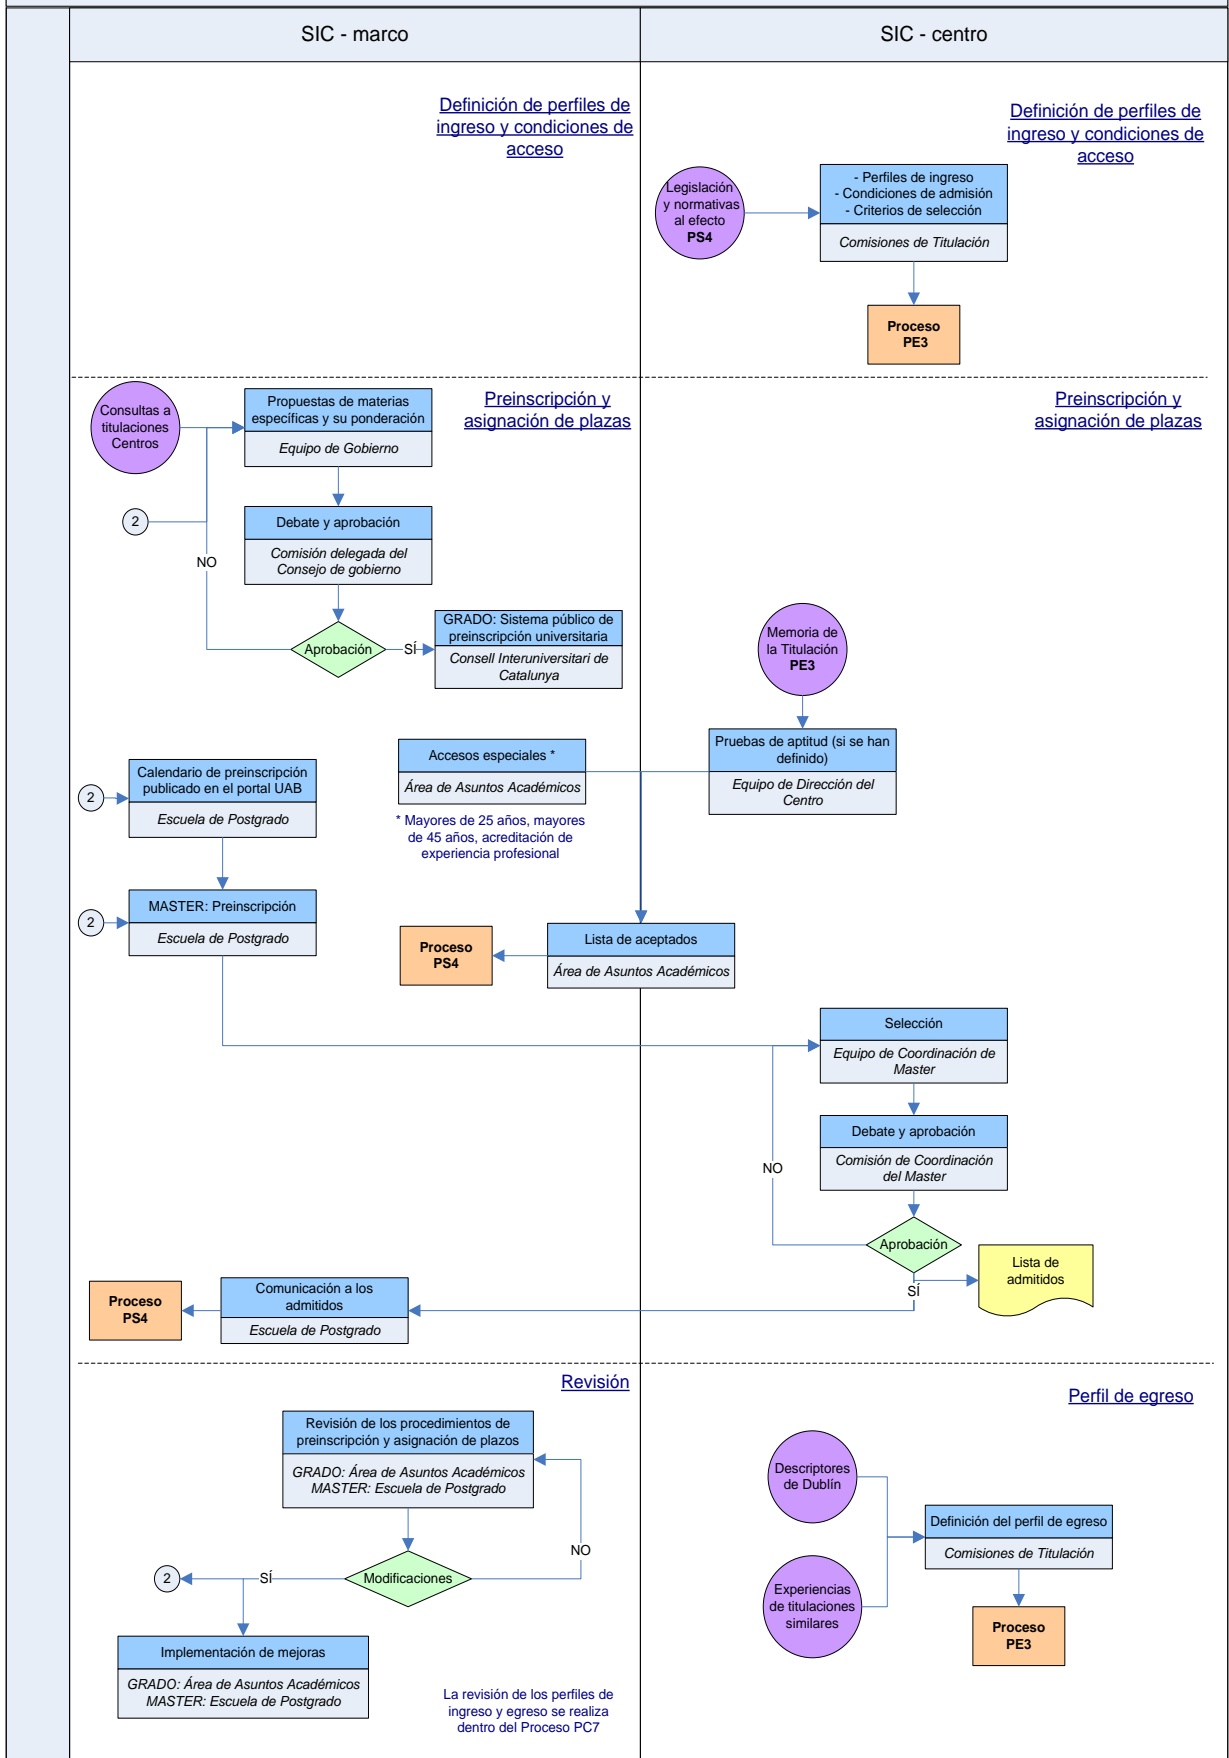 SIC - marco
SIC - centro
Definición de perfiles de
ingreso y condiciones de
acceso
Definición de perfiles de
ingreso y condiciones de
acceso
Legislación
y normativas
al efecto
PS4
- Perfiles de ingreso
- Condiciones de admisión
- Criterios de selección
Comisiones de Titulación
Proceso
PE3
Consultas a
titulaciones
Centros
Propuestas de materias
específicas y su ponderación
Equipo de Gobierno
Preinscripción y
asignación de plazas
Preinscripción y
asignación de plazas
2
Debate y aprobación
Comisión delegada del
Consejo de gobierno
NO
Aprobación
SÍ
GRADO: Sistema público de
preinscripción universitaria
Consell Interuniversitari de
Catalunya
Memoria de
la Titulación
PE3
Accesos especiales *
Área de Asuntos Académicos
* Mayores de 25 años, mayores
de 45 años, acreditación de
experiencia profesional
Pruebas de aptitud (si se han
definido)
Equipo de Dirección del
Centro
2
Calendario de preinscripción
publicado en el portal UAB
Escuela de Postgrado
2
MASTER: Preinscripción
Escuela de Postgrado
Proceso
PS4
Lista de aceptados
Área de Asuntos Académicos
Selección
Equipo de Coordinación de
Master
Debate y aprobación
Comisión de Coordinación
del Master
NO
Aprobación
SÍ
Lista de
admitidos
Proceso
PS4
Comunicación a los
admitidos
Escuela de Postgrado
Revisión
Perfil de egreso
Revisión de los procedimientos de
preinscripción y asignación de plazos
GRADO: Área de Asuntos Académicos
MASTER: Escuela de Postgrado
NO
Modificaciones
SÍ
2
Implementación de mejoras
GRADO: Área de Asuntos Académicos
MASTER: Escuela de Postgrado
La revisión de los perfiles de
ingreso y egreso se realiza
dentro del Proceso PC7
Descriptores
de Dublín
Definición del perfil de egreso
Comisiones de Titulación
Experiencias
de titulaciones
similares
Proceso
PE3